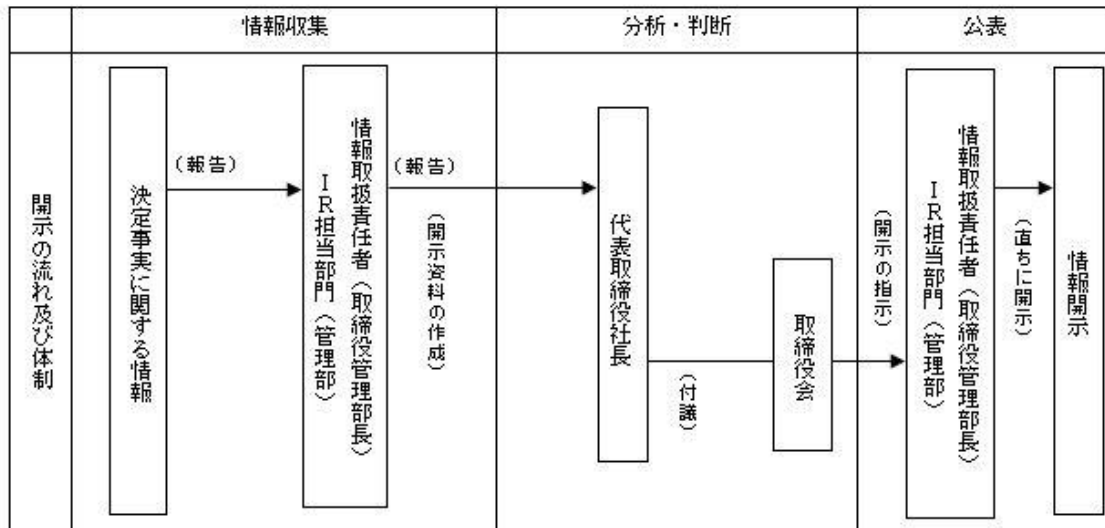 情報収集
分析・判断
公表
開示の流れ及び体制
決定事実に関する情報
（報告）
情報取扱責任者（取締役管理部長）
ＩＲ担当部門（管理部）
（報告）
（開示資料の作成）
代表取締役社長
（付議）
取締役会
（開示の指示）
情報取扱責任者（取締役管理部長）
ＩＲ担当部門（管理部）
（直ちに開示）
情報開示